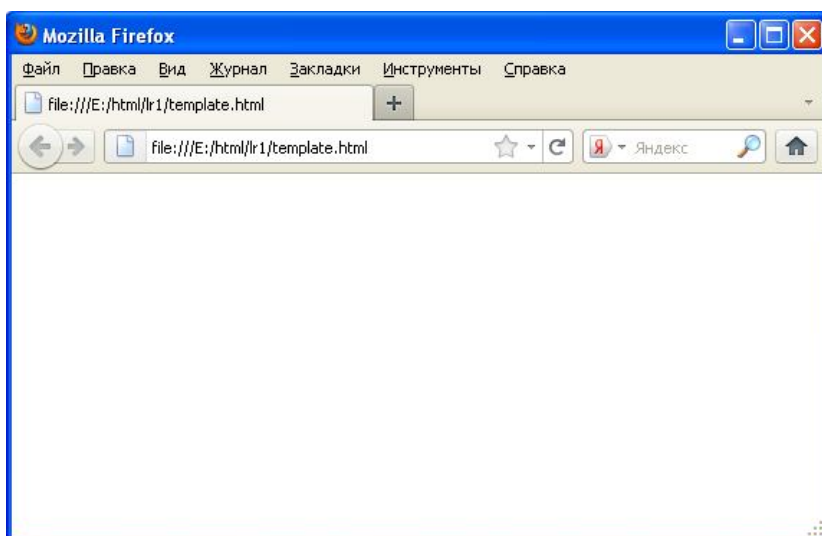 Mozilla Firefox
Файл Правка Вид Журнал Закладки Инструменты Справка
file:///E:/html/lr1/template.html
file:///E:/html/lr1/template.html Я Яндекс